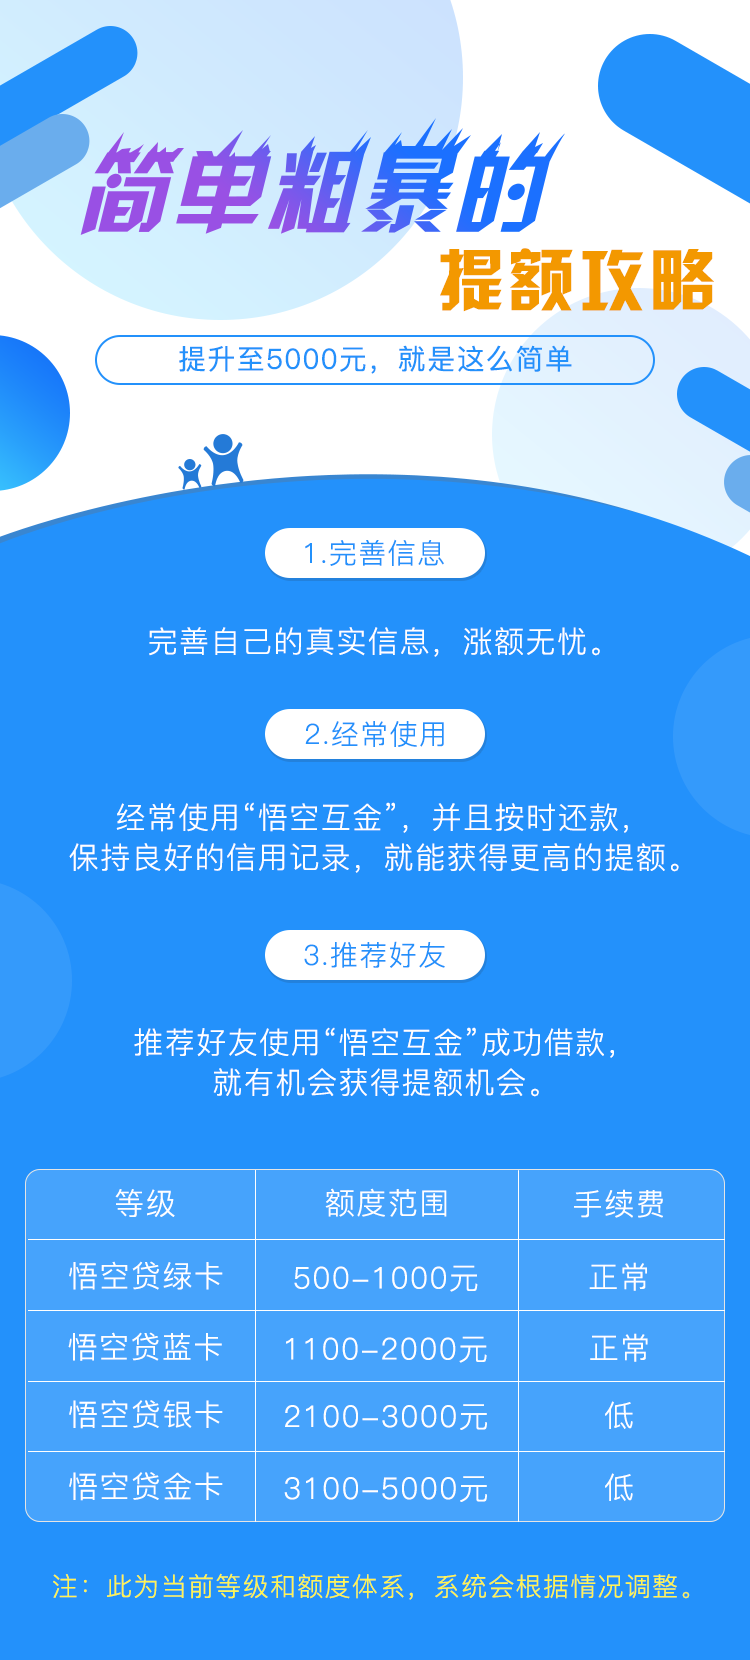 简单粗暴的
提额攻略
提升至5000元，就是这么简单
1.完善信息
完善自己的真实信息，涨额无忧。
2.经常使用
经常使用“悟空互金”，并且按时还款，
保持良好的信用记录，就能获得更高的提额。
3.推荐好友
推荐好友使用“悟空互金”成功借款，
就有机会获得提额机会。
等级 额度范围 手续费
悟空贷绿卡 500-1000元 正常
悟空贷蓝卡 1100-2000元 正常
悟空贷银卡 2100-3000元 低
悟空贷金卡 3100-5000元 低
注：此为当前等级和额度体系，系统会根据情况调整。